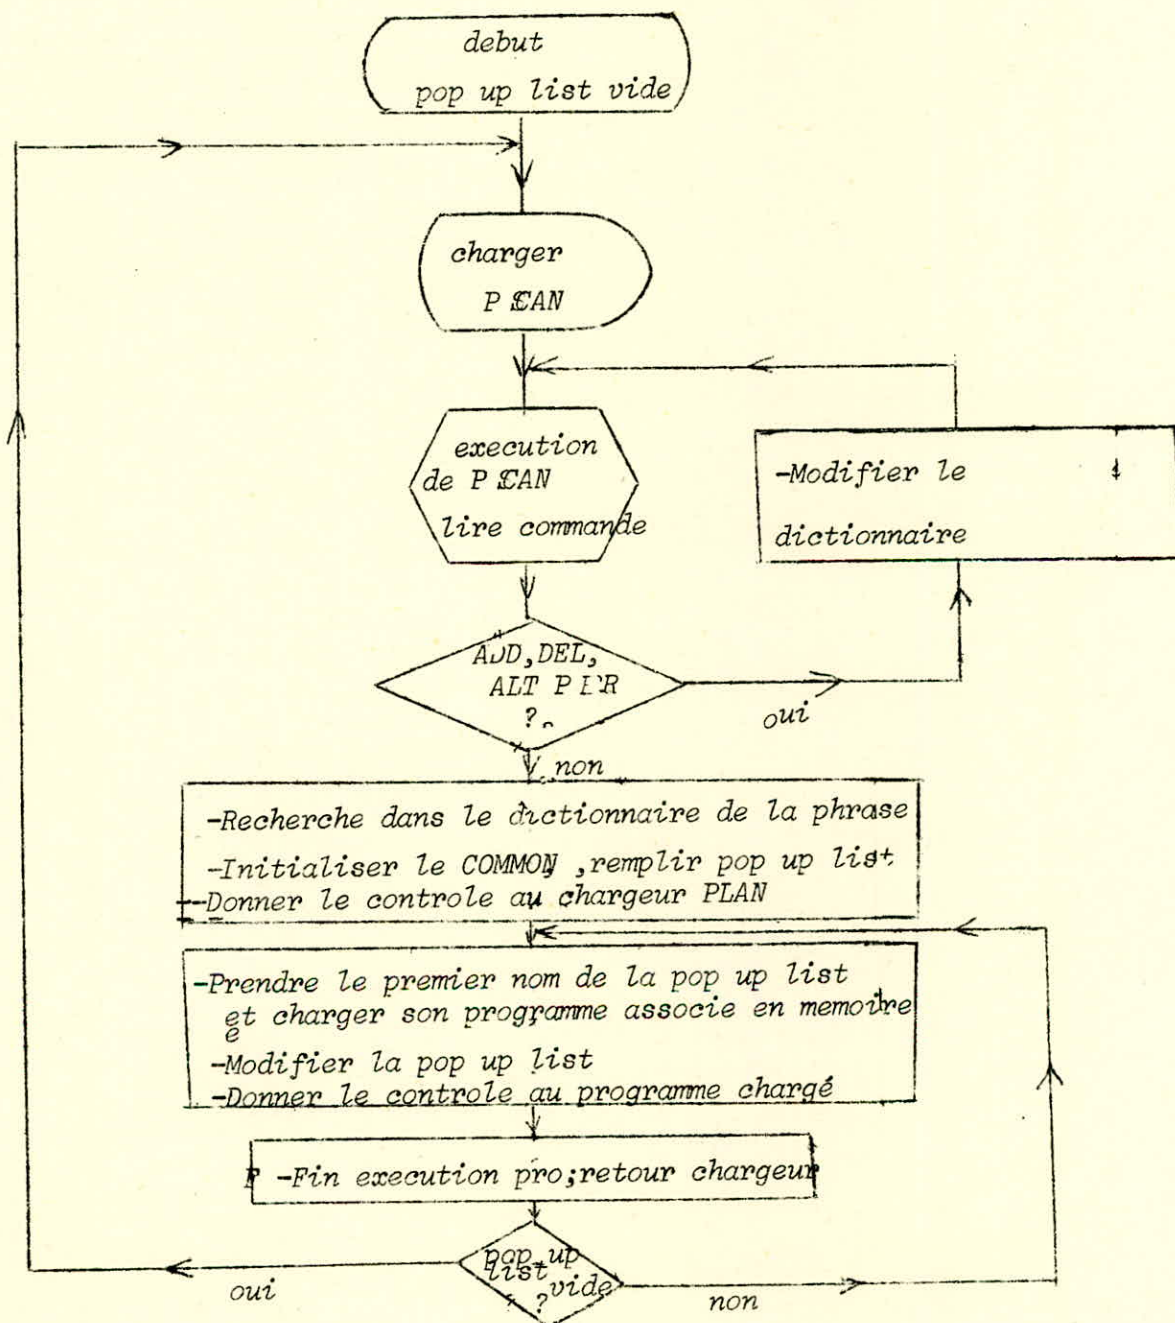 debut
pop up list vide
charger
execution
de
lire commande
-Modifier le
dictionnaire
ADD,DEL,
ALT
?
oui
non
-Recherche dans le dictionnaire de la phrase
-Initialiser le COMMON ,remplir pop up list
-Donner le controle au chargeur PLAN
-Prendre le premier nom de la pop up list
et charger son programme associe en memoire
e
-Modifier la pop up list
-Donner le controle au programme chargé
-Fin execution pro;retour chargeur
pop up
list
vide
?
oui
non